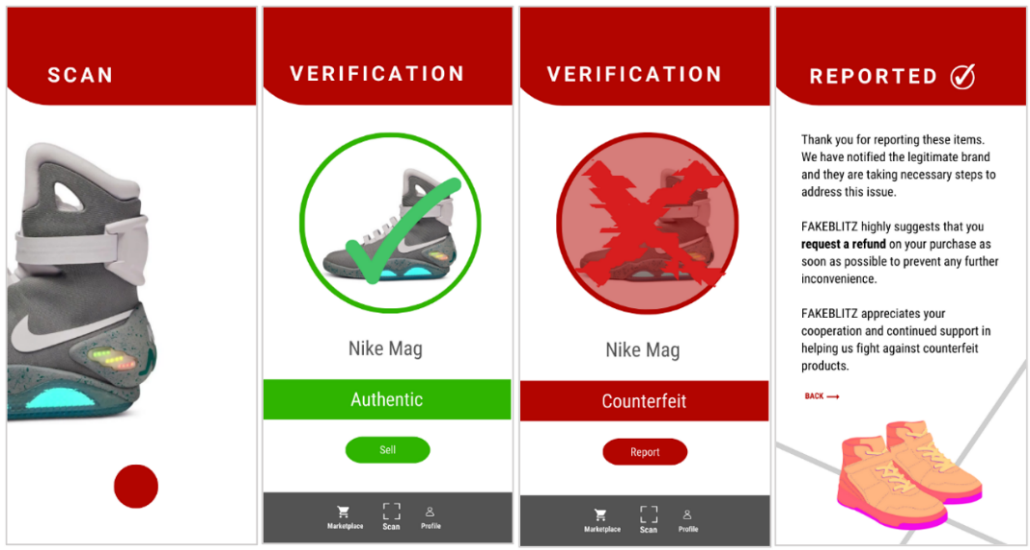 SCAN
VERIFICATION
Nike Mag
Authentic
Sell
Marketplace
Scan
Profile
VERIFICATION
Nike Mag
Counterfeit
Report
Marketplace
Scan
Profile
REPORTED
Thank you for reporting these items.
We have notified the legitimate brand
and they are taking necessary steps to
address this issue.
FAKEBLITZ highly suggests that you
request a refund on your purchase as
soon as possible to prevent any further
inconvenience.
FAKEBLITZ appreciates your
cooperation and continued support in
helping us fight against counterfeit
products.
BACK